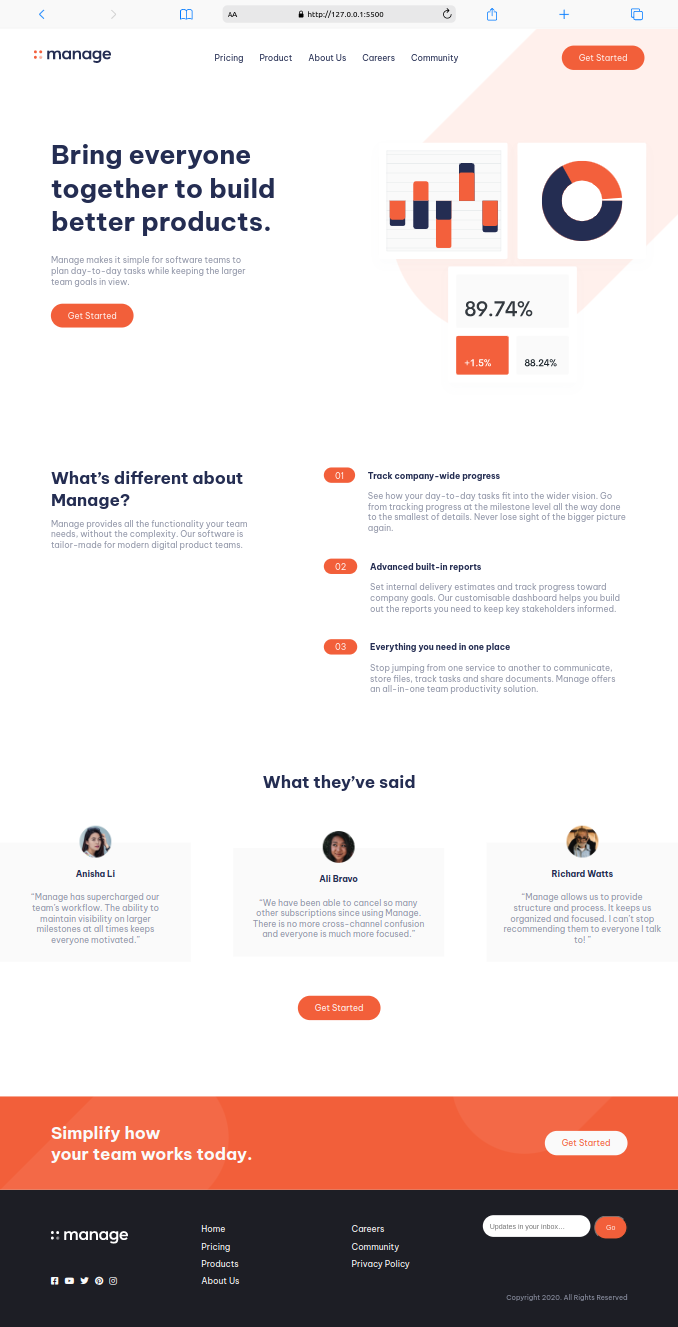 AA
http://127.0.0.1:5500
manage
Pricing Product About Us Careers Community
Get Started
Bring everyone
together to build
better products.
Manage makes it simple for software teams to
plan day-to-day tasks while keeping the larger
team goals in view.
Get Started
89.74%
+1.5%
88.24%
What's different about
Manage?
Manage provides all the functionality your team
needs, without the complexity. Our software is
tailor-made for modern digital product teams.
01 Track company-wide progress
See how your day-to-day tasks fit into the wider vision. Go
from tracking progress at the milestone level all the way done
to the smallest of details. Never lose sight of the bigger picture
again.
02 Advanced built-in reports
Set internal delivery estimates and track progress toward
company goals. Our customisable dashboard helps you build
out the reports you need to keep key stakeholders informed.
03 Everything you need in one place
Stop jumping from one service to another to communicate,
store files, track tasks and share documents. Manage offers
an all-in-one team productivity solution.
What they've said
Anisha Li
"Manage has supercharged our
team's workflow. The ability to
maintain visibility on larger
milestones at all times keeps
everyone motivated."
Ali Bravo
"We have been able to cancel so many
other subscriptions since using Manage.
There is no more cross-channel confusion
and everyone is much more focused."
Richard Watts
"Manage allows us to provide
structure and process. It keeps us
organized and focused. I can't stop
recommending them to everyone I talk
to! "
Get Started
Simplify how
your team works today.
Get Started
manage
Home
Pricing
Products
About Us
Careers
Community
Privacy Policy
Updates in your inbox...
Go
Copyright 2020. All Rights Reserved